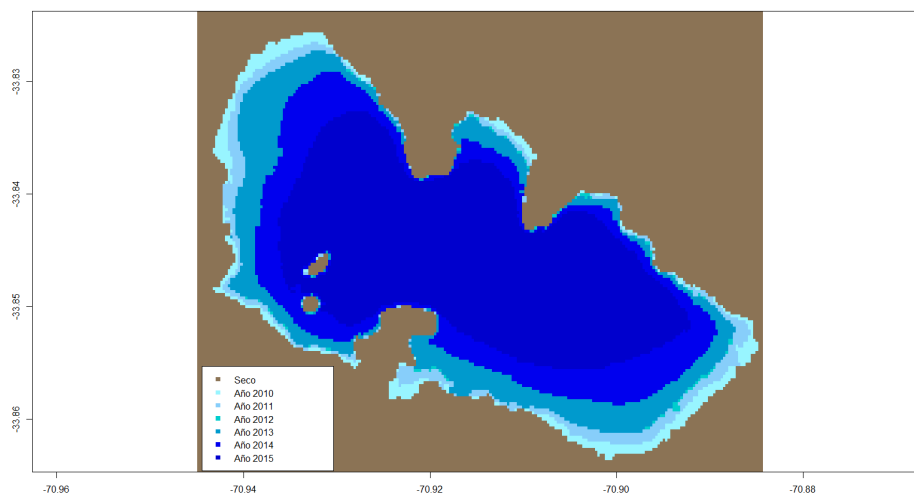 -33.83
-33.84
-33.85
-33.86
Seco
Año 2010
Año 2011
Año 2012
Año 2013
Año 2014
Año 2015
-70.96
-70.94
-70.92
-70.90
-70.88